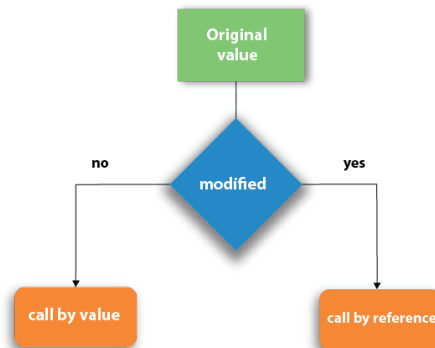 Original
value
no
yes
modified
call by value
call by reference